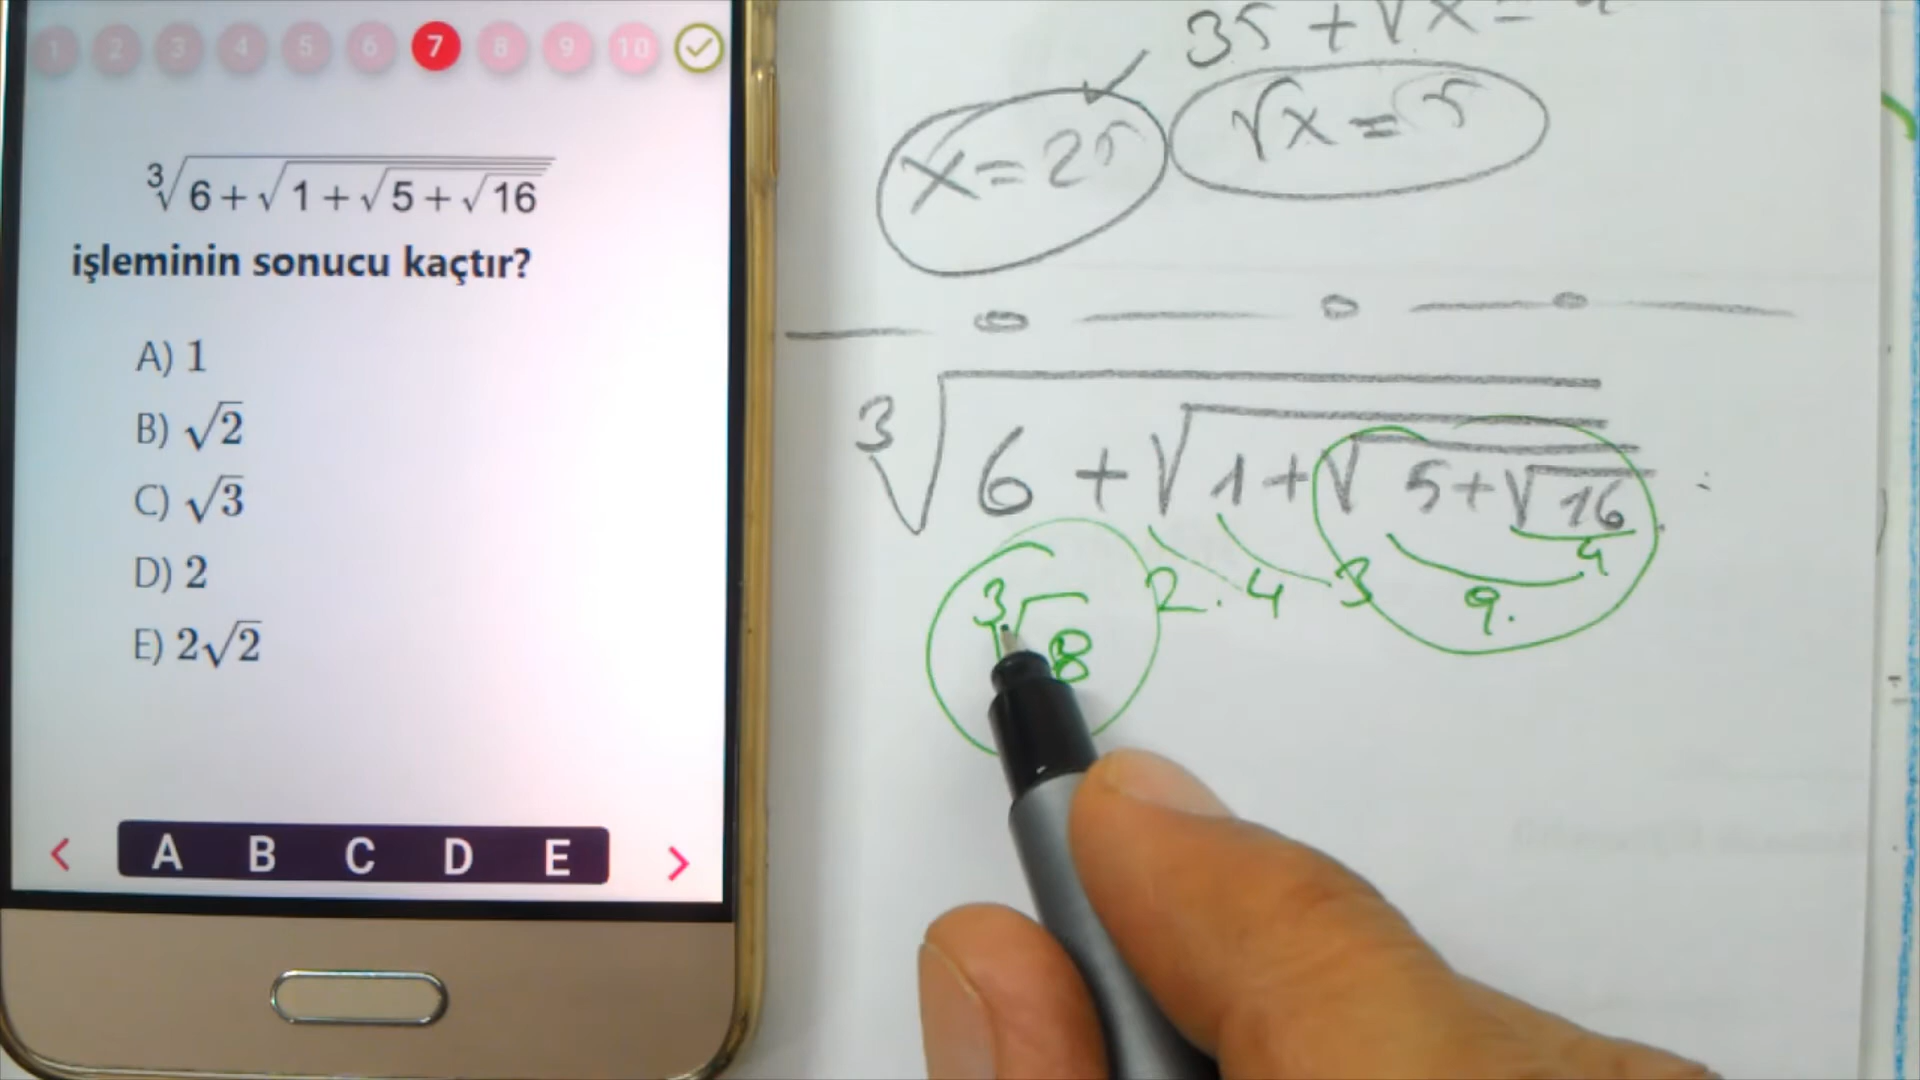 1 2 3 4 5 6 7 8 9 10
∛(6+√(1+√(5+√16)))
işleminin sonucu kaçtır?
A) 1
B) √2
C) √3
D) 2
E) 2√2
A B C D E
35 + √x =
x = 25 √x = 5
∛(6 + √(1 + √(5 + √16)))
4
2. 4 3 9.
∛8